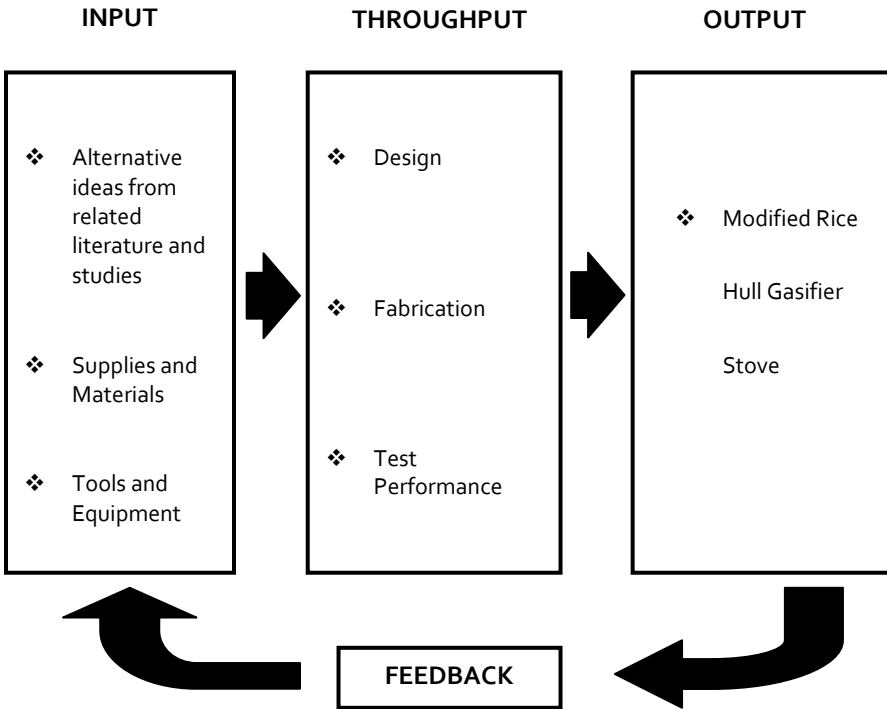 INPUT
THROUGHPUT
OUTPUT
❖ Alternative
ideas from
related
literature and
studies
❖ Supplies and
Materials
❖ Tools and
Equipment
❖ Design
❖ Fabrication
❖ Test
Performance
❖ Modified Rice
Hull Gasifier
Stove
FEEDBACK